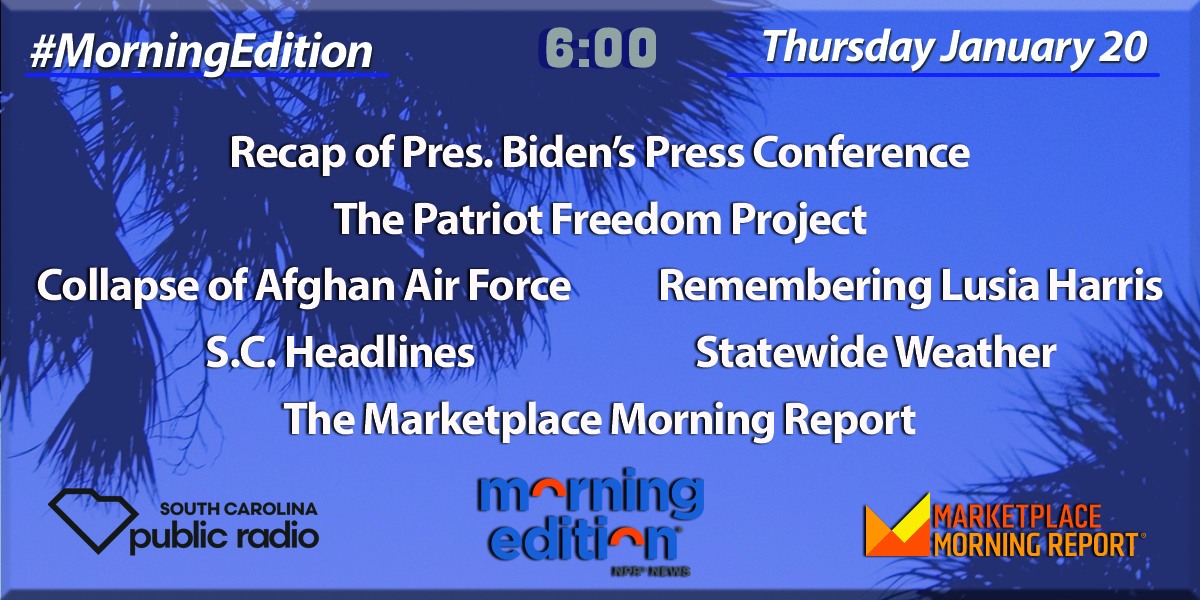 #MorningEdition
6:00
Thursday January 20
Recap of Pres. Biden's Press Conference
The Patriot Freedom Project
Collapse of Afghan Air Force
Remembering Lusia Harris
S.C. Headlines
Statewide Weather
The Marketplace Morning Report
SOUTH CAROLINA
public radio
morning
edition
NPR® NEWS
MARKETPLACE
MORNING REPORT®